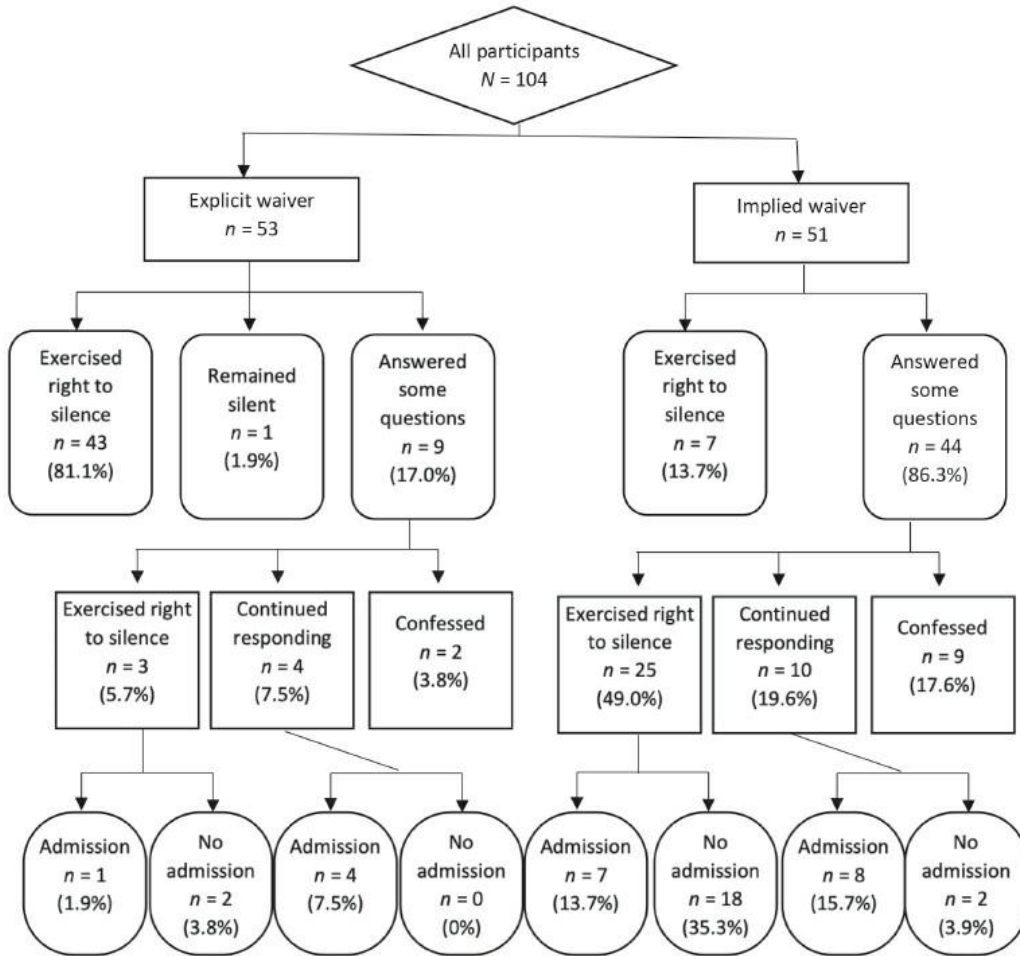 All participants
N = 104
Explicit waiver
n = 53
Implied waiver
n = 51
Exercised
right to
silence
n = 43
(81.1%)
Remained
silent
n = 1
(1.9%)
Answered
some
questions
n = 9
(17.0%)
Exercised
right to
silence
n = 7
(13.7%)
Answered
some
questions
n = 44
(86.3%)
Exercised right
to silence
n = 3
(5.7%)
Continued
responding
n = 4
(7.5%)
Confessed
n = 2
(3.8%)
Exercised right
to silence
n = 25
(49.0%)
Continued
responding
n = 10
(19.6%)
Confessed
n = 9
(17.6%)
Admission
n = 1
(1.9%)
No
admission
n = 2
(3.8%)
Admission
n = 4
(7.5%)
No
admission
n = 0
(0%)
Admission
n = 7
(13.7%)
No
admission
n = 18
(35.3%)
Admission
n = 8
(15.7%)
No
admission
n = 2
(3.9%)